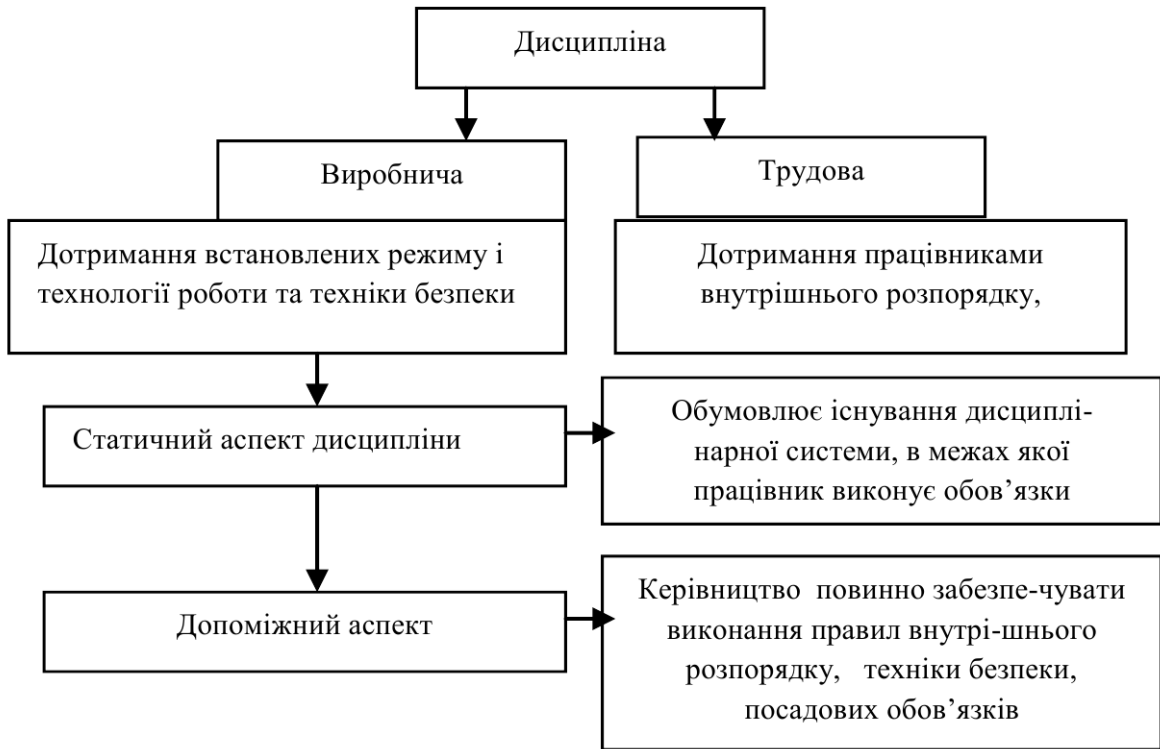 Дисципліна
Виробнича
Трудова
Дотримання встановлених режиму і
технології роботи та техніки безпеки
Дотримання працівниками
внутрішнього розпорядку,
Статичний аспект дисципліни
Обумовлює існування дисциплі-
нарної системи, в межах якої
працівник виконує обов’язки
Допоміжний аспект
Керівництво повинно забезпе-чувати
виконання правил внутрі-шнього
розпорядку, техніки безпеки,
посадових обов’язків